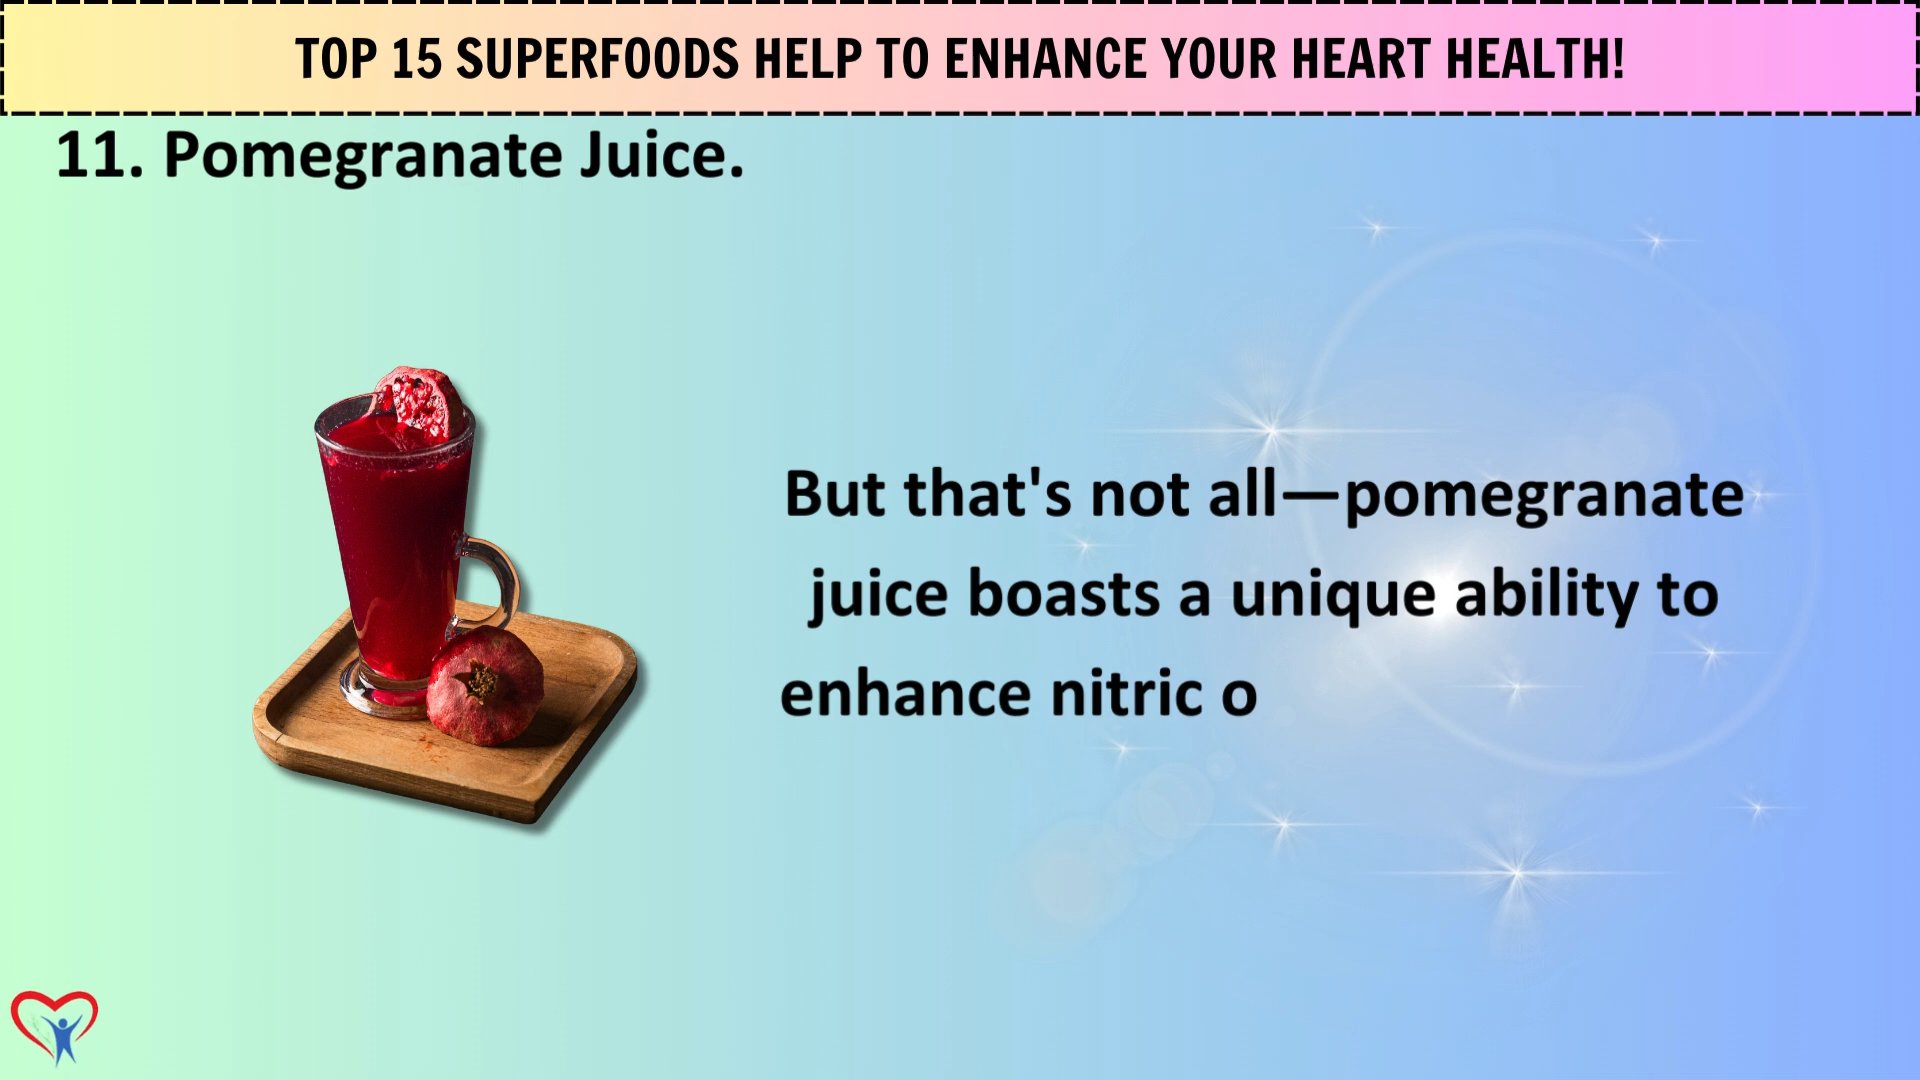 TOP 15 SUPERFOODS HELP TO ENHANCE YOUR HEART HEALTH!
11. Pomegranate Juice.
But that's not all—pomegranate
juice boasts a unique ability to
enhance nitric o